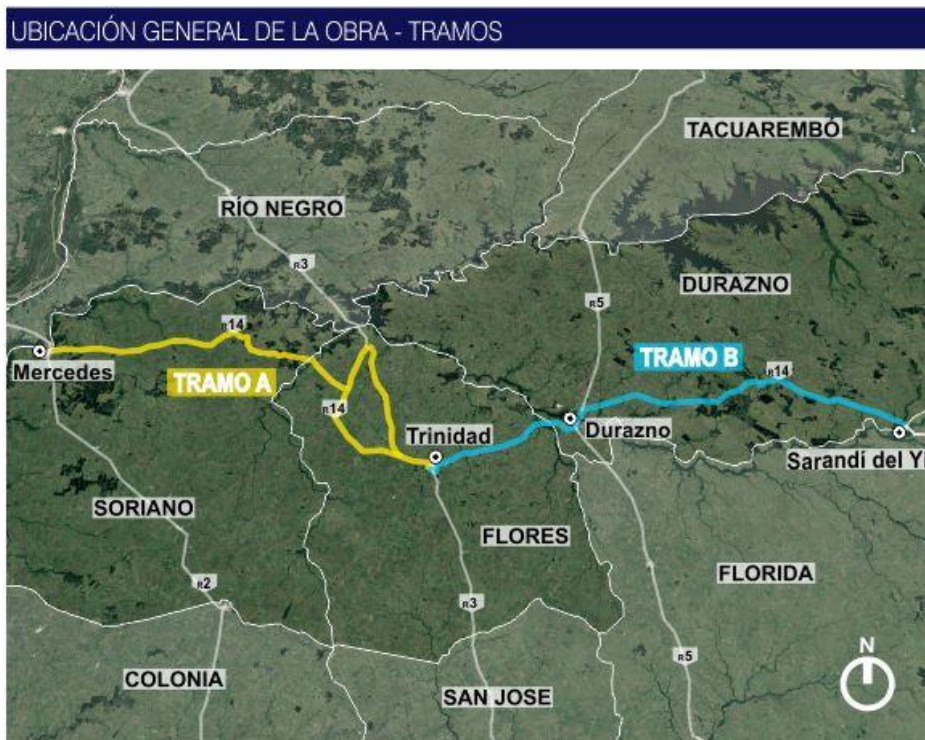 UBICACIÓN GENERAL DE LA OBRA - TRAMOS
TACUAREMBÓ
RÍO NEGRO
R3
DURAZNO
R5
R14
Mercedes
TRAMO A
TRAMO B
R14
R14
Trinidad
Durazno
Sarandí del Yi
SORIANO
FLORES
FLORIDA
R2
R3
N
COLONIA
SAN JOSE
R5